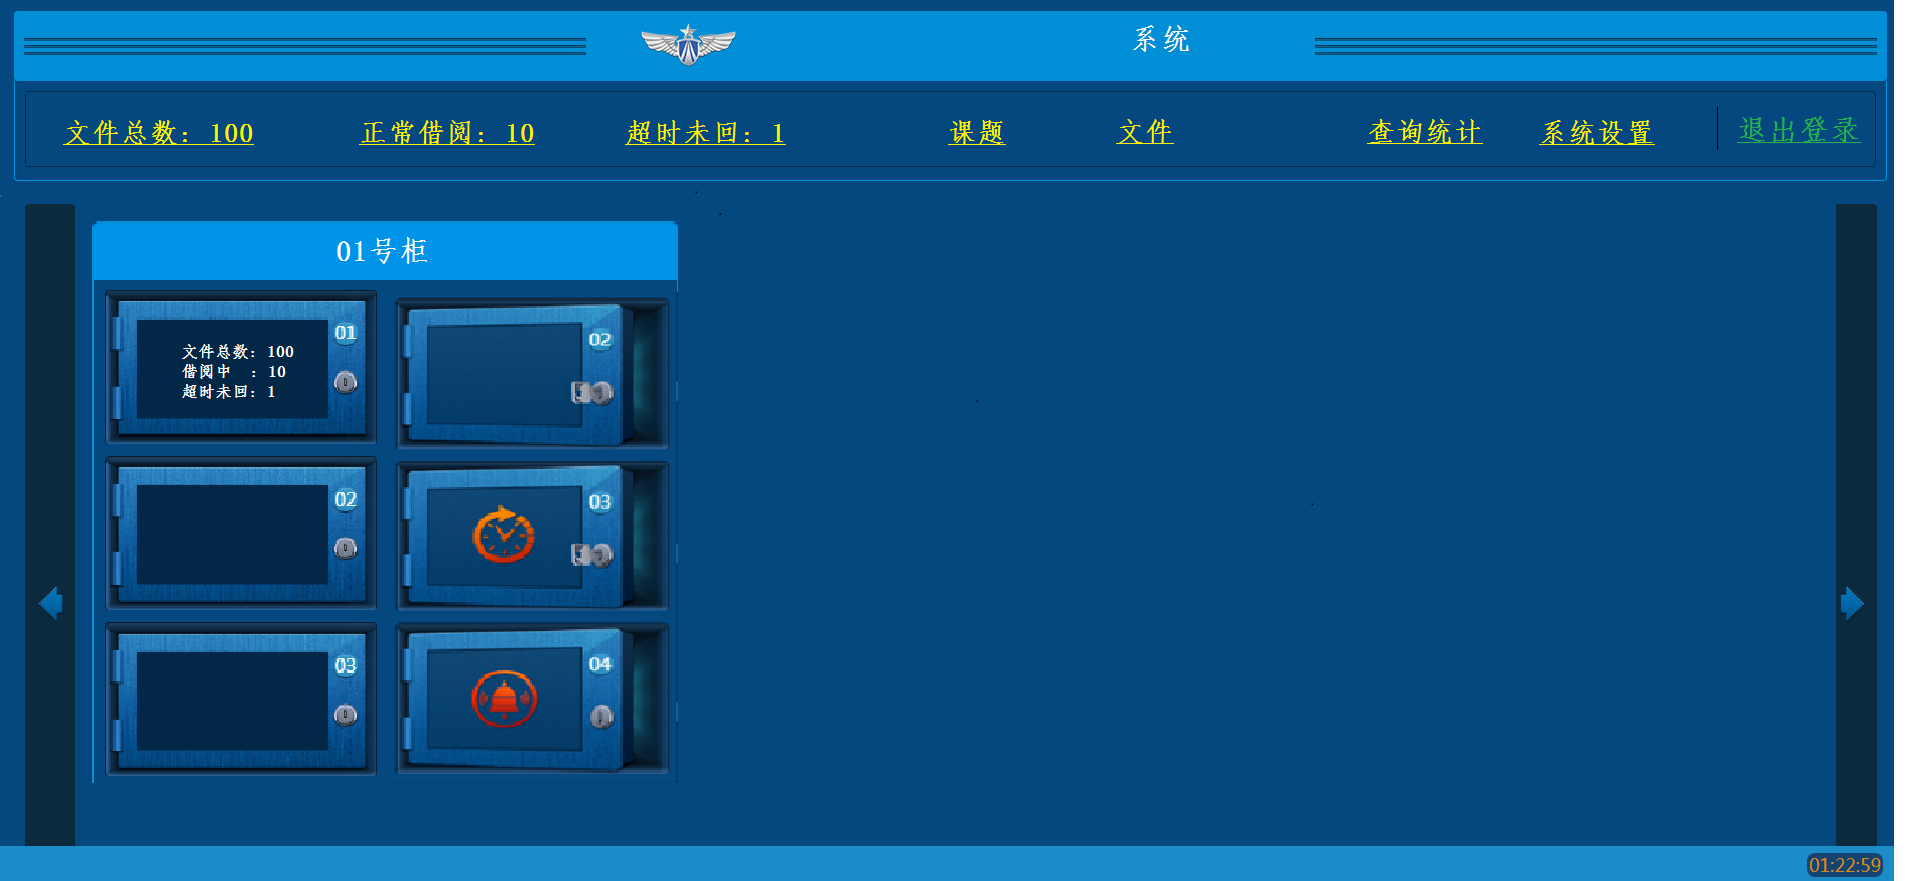 系统
文件总数：100 正常借阅：10 超时未回：1 课题 文件 查询统计 系统设置 退出登录
01号柜
01
文件总数：100
借阅中 ：10
超时未回：1
02
02
03
03
04
01:22:59